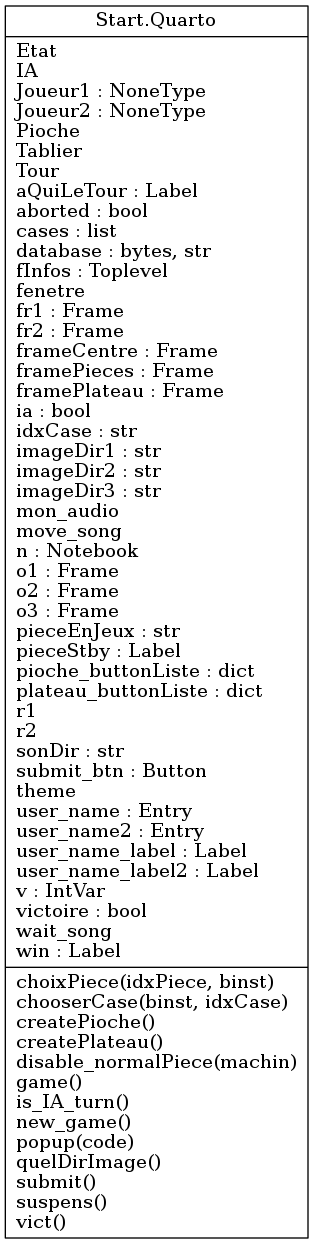 Start.Quarto
Etat
IA
Joueur1 : NoneType
Joueur2 : NoneType
Pioche
Tablier
Tour
aQuiLeTour : Label
aborted : bool
cases : list
database : bytes, str
fInfos : Toplevel
fenetre
fr1 : Frame
fr2 : Frame
frameCentre : Frame
framePieces : Frame
framePlateau : Frame
ia : bool
idxCase : str
imageDir1 : str
imageDir2 : str
imageDir3 : str
mon_audio
move_song
n : Notebook
o1 : Frame
o2 : Frame
o3 : Frame
pieceEnJeux : str
pieceStby : Label
pioche_buttonListe : dict
plateau_buttonListe : dict
r1
r2
sonDir : str
submit_btn : Button
theme
user_name : Entry
user_name2 : Entry
user_name_label : Label
user_name_label2 : Label
v : IntVar
victoire : bool
wait_song
win : Label
choixPiece(idxPiece, binst)
chooserCase(binst, idxCase)
createPioche()
createPlateau()
disable_normalPiece(machin)
game()
is_IA_turn()
new_game()
popup(code)
quelDirImage()
submit()
suspens()
vict()